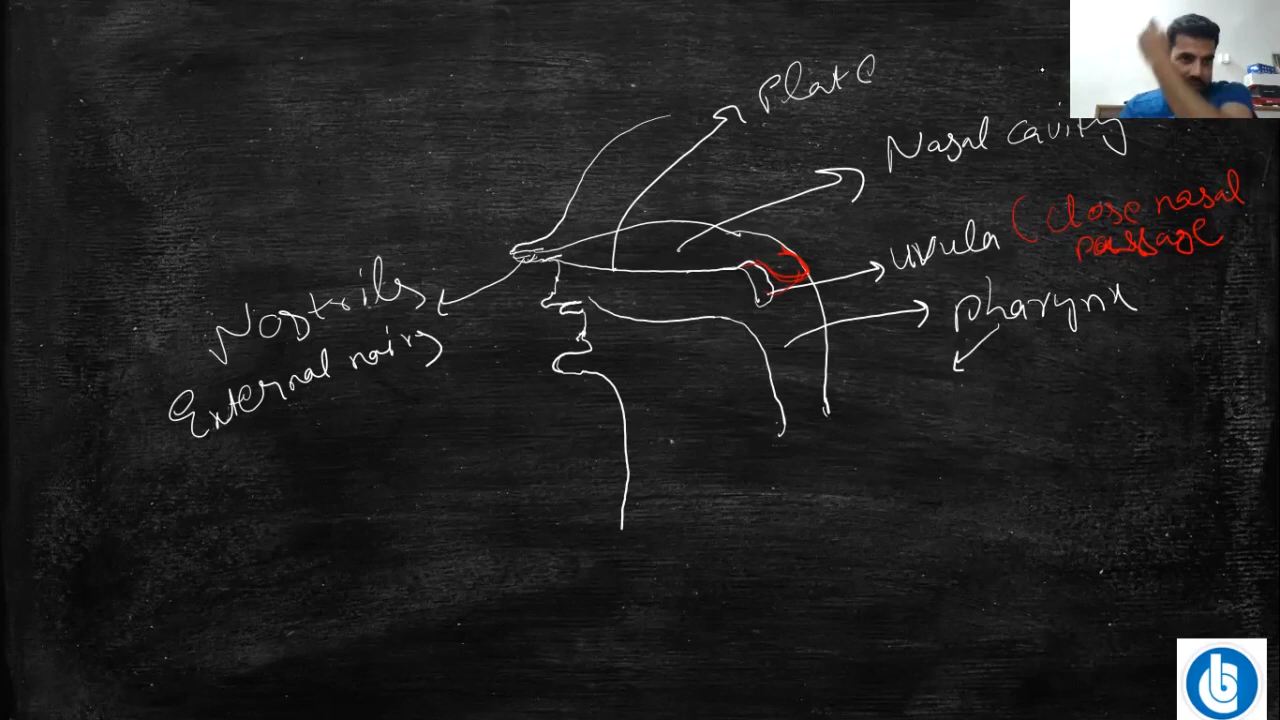 Plate
Nasal cavity
uvula (close nasal
passage
Pharynx
Nostrils
External nairs